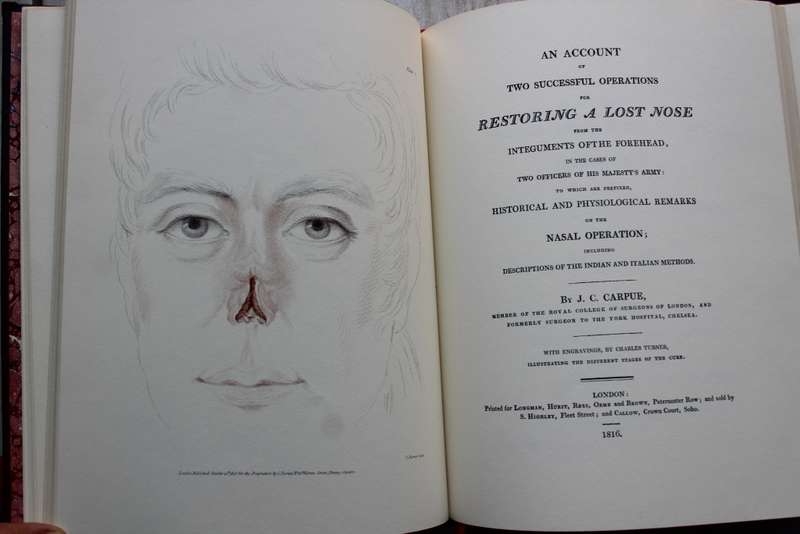 AN ACCOUNT
OF
TWO SUCCESSFUL OPERATIONS
FOR
RESTORING A LOST NOSE
FROM THE
INTEGUMENTS OF THE FOREHEAD,
IN THE CASES OF
TWO OFFICERS OF HIS MAJESTY'S ARMY:
TO WHICH ARE PREFIXED,
HISTORICAL AND PHYSIOLOGICAL REMARKS
ON THE
NASAL OPERATION;
INCLUDING
DESCRIPTIONS OF THE INDIAN AND ITALIAN METHODS.
BY J. C. CARPUE,
MEMBER OF THE ROYAL COLLEGE OF SURGEONS OF LONDON, AND
FORMERLY SURGEON TO THE YORK HOSPITAL, CHELSEA.
WITH ENGRAVINGS, BY CHARLES TURNER,
ILLUSTRATING THE DIFFERENT STAGES OF THE CURE.
LONDON:
Printed for LONGMAN, HURST, REES, ORME and BROWN, Paternoster Row; and sold by
S. HIGHLEY, Fleet Street; and CALLOW, Crown Court, Soho.
1816.